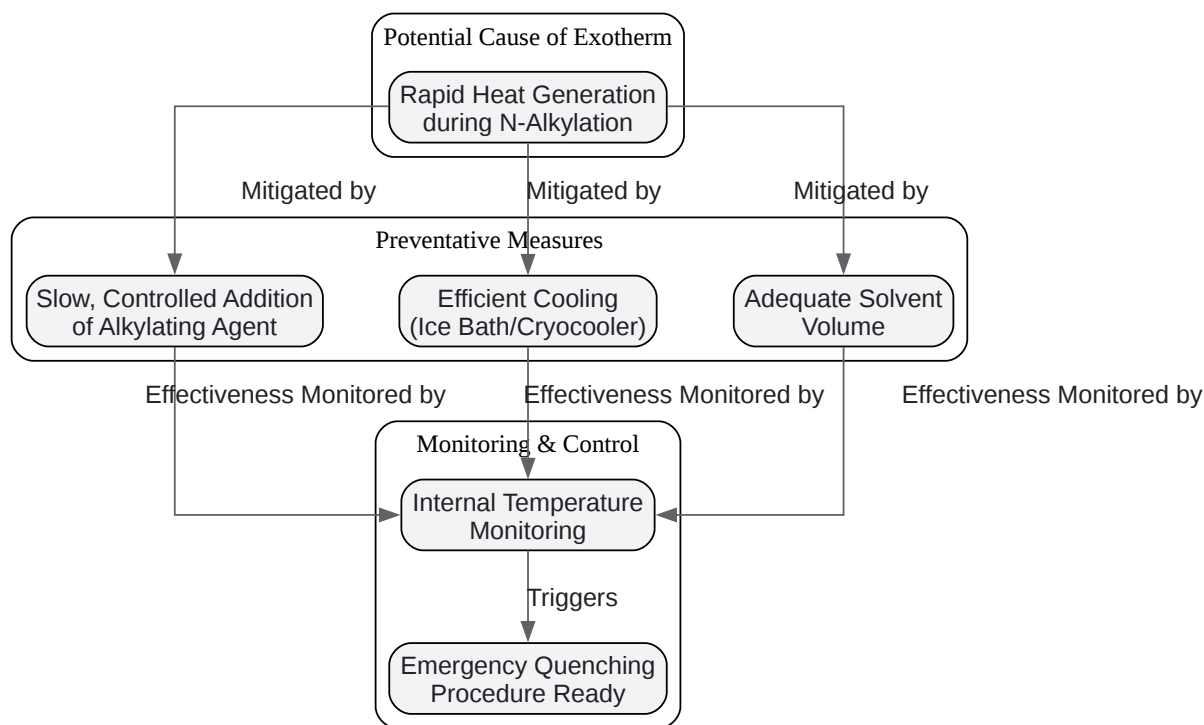 Potential Cause of Exotherm
Rapid Heat Generation
during N-Alkylation
Mitigated by
Mitigated by
Mitigated by
Preventative Measures
Slow, Controlled Addition
of Alkylating Agent
Efficient Cooling
(Ice Bath/Cryocooler)
Adequate Solvent
Volume
Effectiveness Monitored by
Effectiveness Monitored by
Effectiveness Monitored by
Monitoring & Control
Internal Temperature
Monitoring
Triggers
Emergency Quenching
Procedure Ready